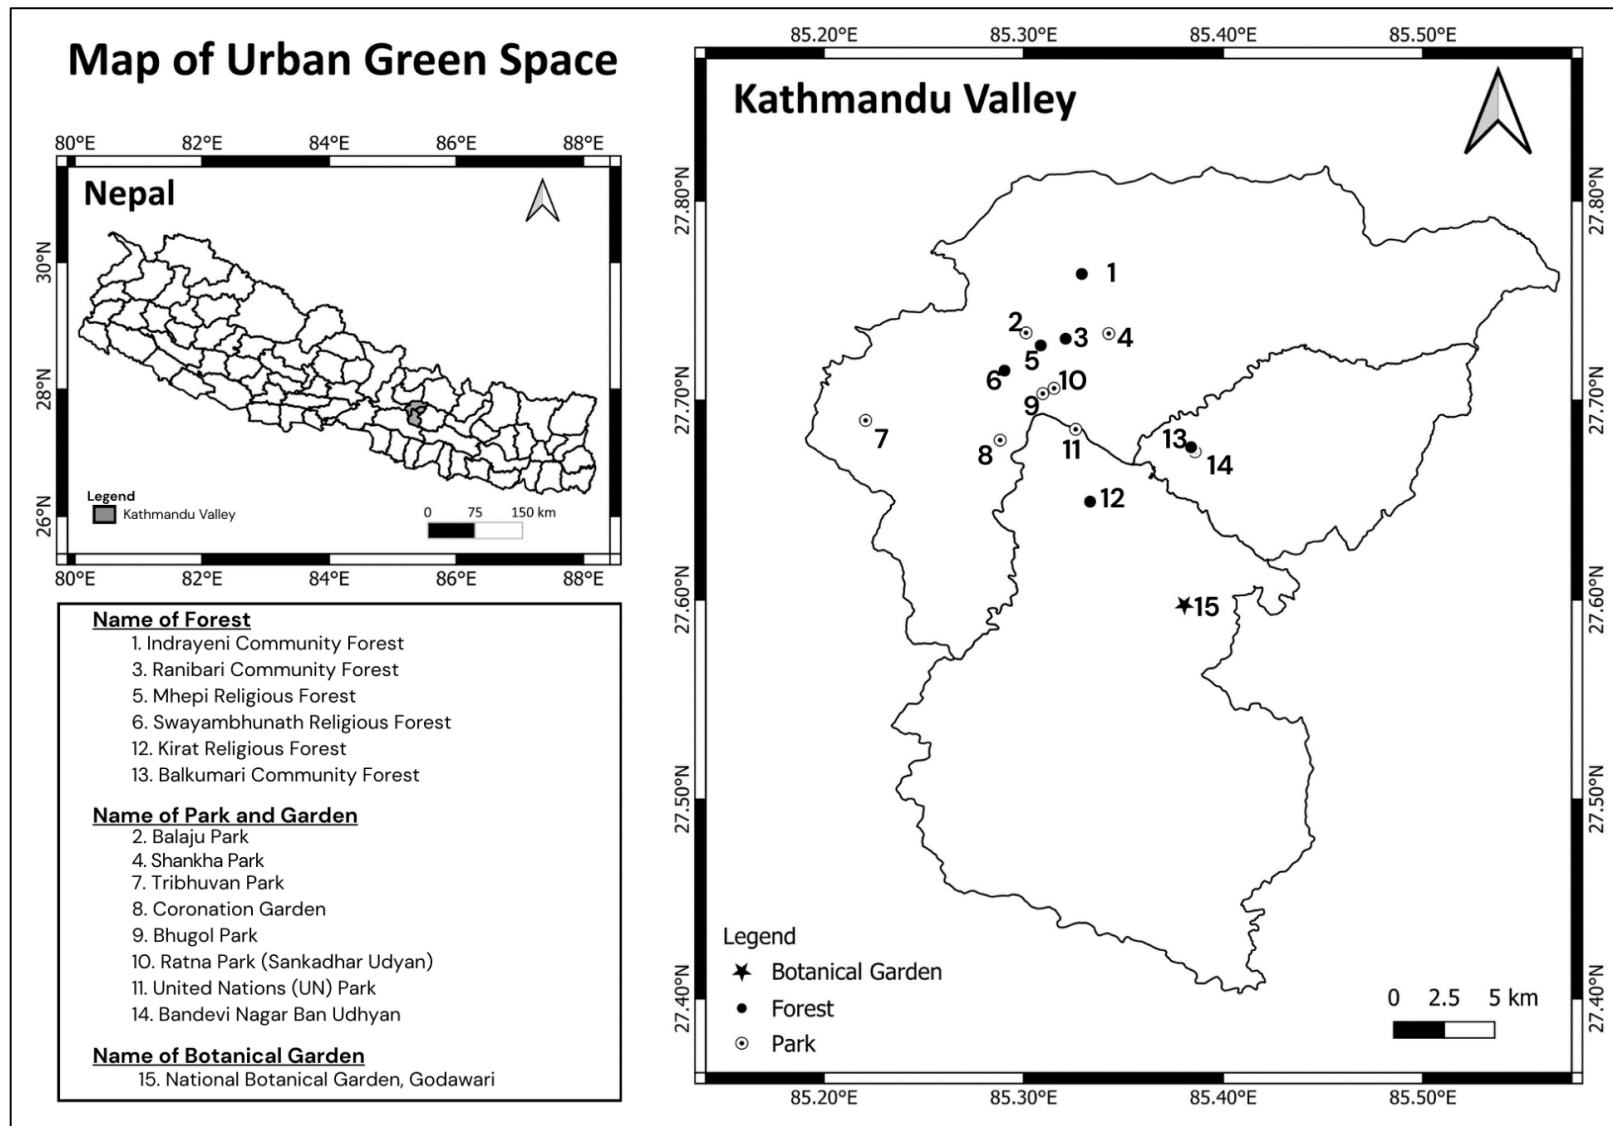 Map of Urban Green Space
80°E 82°E 84°E 86°E 88°E
Nepal
30°N
28°N
26°N
Legend
Kathmandu Valley
0 75 150 km
80°E 82°E 84°E 86°E 88°E
Name of Forest
1. Indrayeni Community Forest
3. Ranibari Community Forest
5. Mhepi Religious Forest
6. Swayambhunath Religious Forest
12. Kirat Religious Forest
13. Balkumari Community Forest
Name of Park and Garden
2. Balaju Park
4. Shankha Park
7. Tribhuvan Park
8. Coronation Garden
9. Bhugol Park
10. Ratna Park (Sankadhar Udyan)
11. United Nations (UN) Park
14. Bandevi Nagar Ban Udhyan
Name of Botanical Garden
15. National Botanical Garden, Godawari
85.20°E 85.30°E 85.40°E 85.50°E
Kathmandu Valley
27.80°N 27.80°N
1
2
3 4
5
6 10
27.70°N 27.70°N
9
7 8 11 13
14
12
27.60°N 15 27.60°N
27.50°N 27.50°N
Legend
Botanical Garden
Forest
Park
27.40°N 27.40°N
0 2.5 5 km
85.20°E 85.30°E 85.40°E 85.50°E